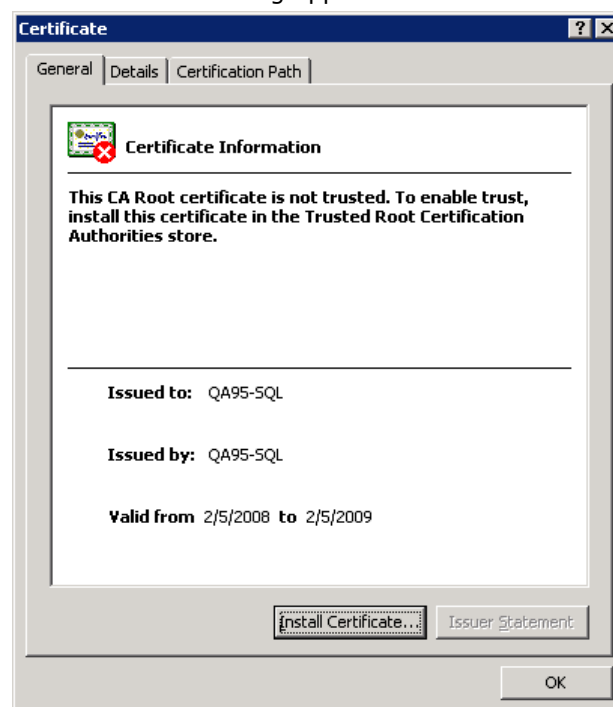 Certificate
General Details Certification Path
Certificate Information
This CA Root certificate is not trusted. To enable trust,
install this certificate in the Trusted Root Certification
Authorities store.
Issued to: QA95-SQL
Issued by: QA95-SQL
Valid from 2/5/2008 to 2/5/2009
Install Certificate... Issuer Statement
OK